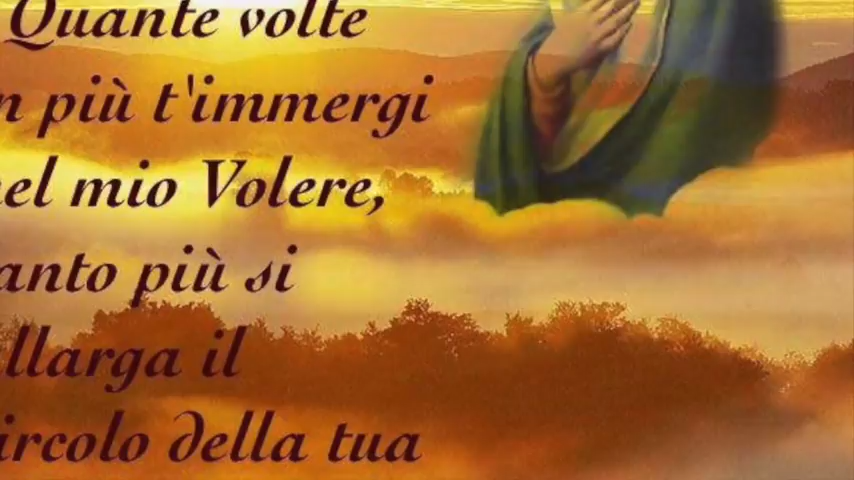 Quante volte
n più t'immergi
nel mio Volere,
anto più si
llarga il
ircolo della tua